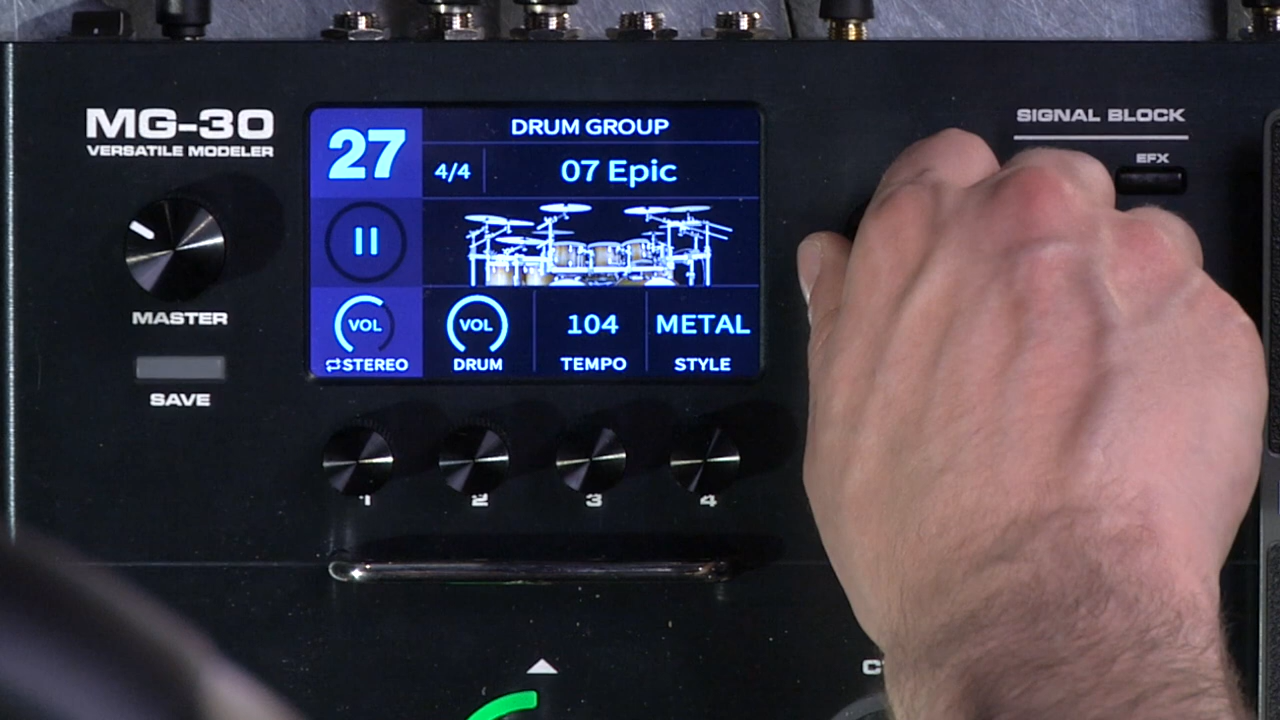 MG-30
VERSATILE MODELER
MASTER
SAVE
27
DRUM GROUP
4/4
07 Epic
VOL
STEREO
VOL
DRUM
104
TEMPO
METAL
STYLE
1
2
3
4
SIGNAL BLOCK
EFX